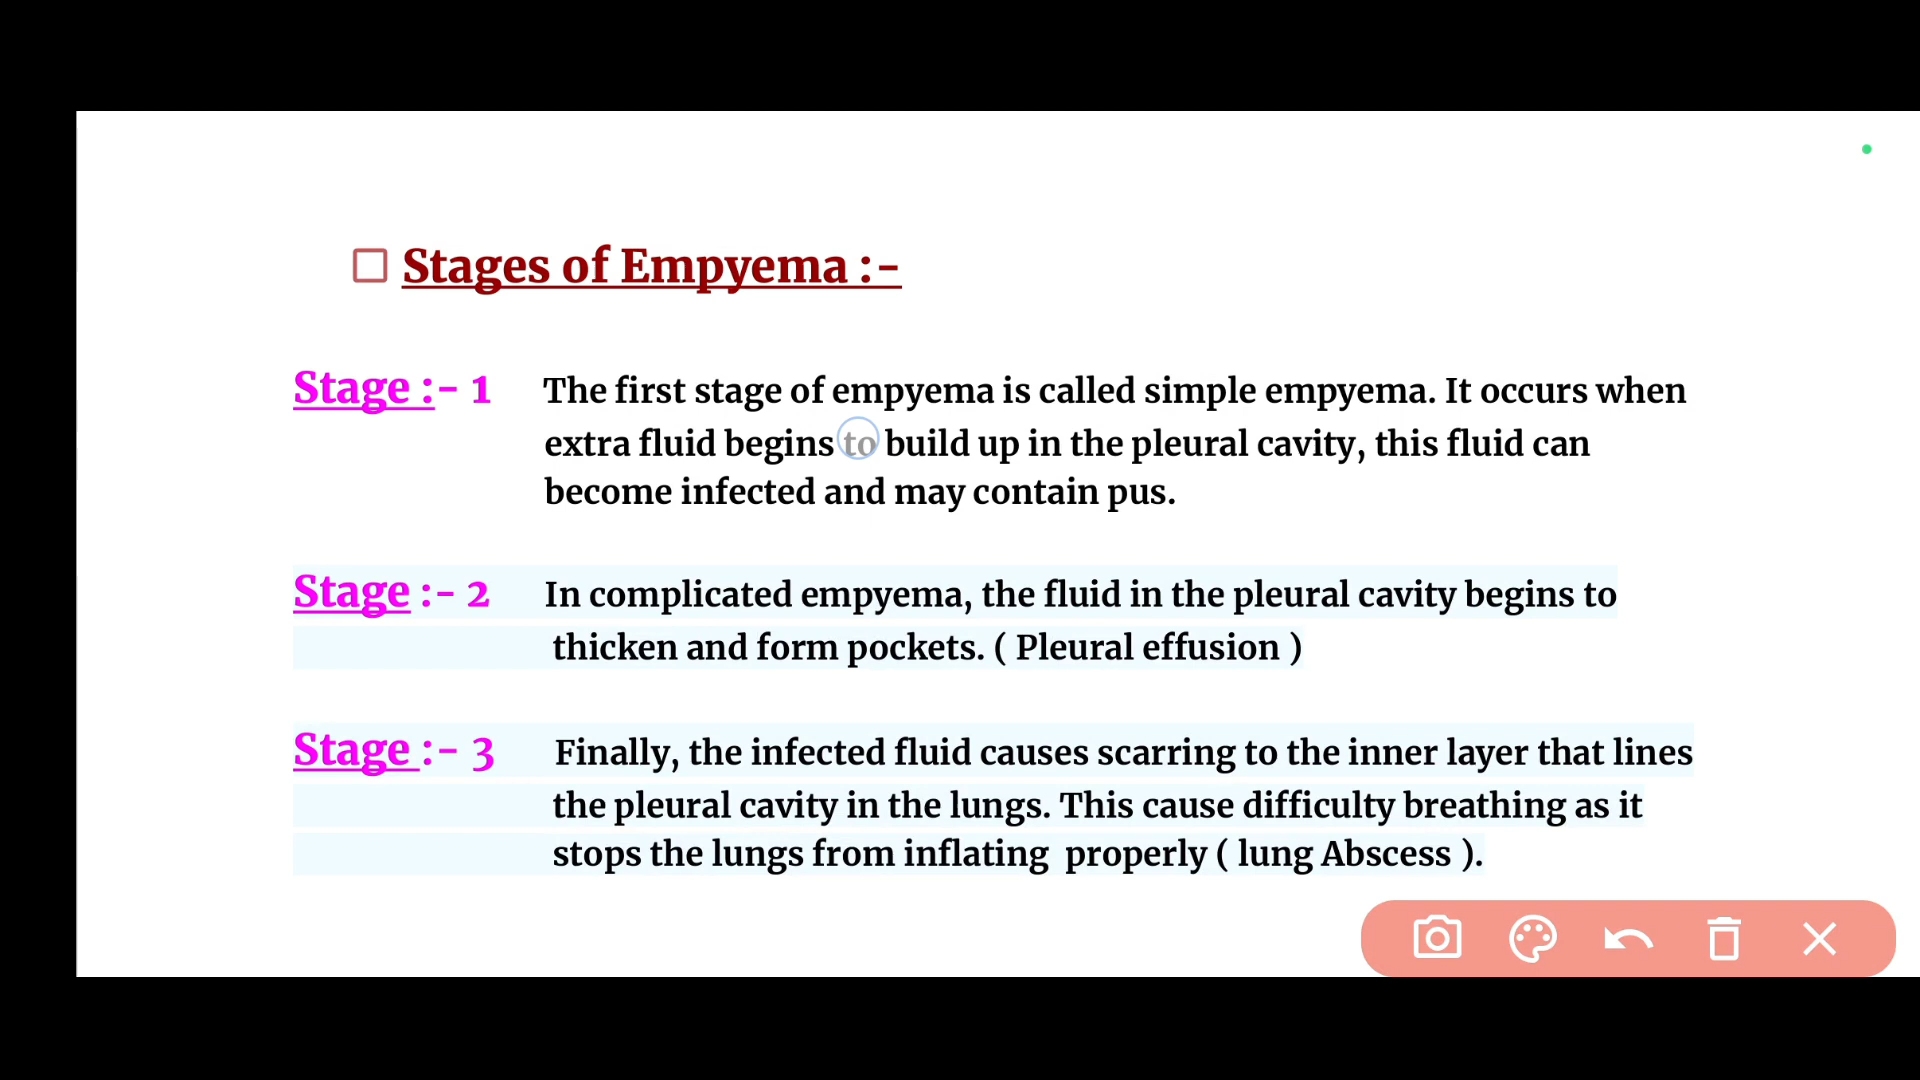 Stages of Empyema :-
Stage :- 1 The first stage of empyema is called simple empyema. It occurs when
extra fluid begins to build up in the pleural cavity, this fluid can
become infected and may contain pus.
Stage :- 2 In complicated empyema, the fluid in the pleural cavity begins to
thicken and form pockets. ( Pleural effusion )
Stage :- 3 Finally, the infected fluid causes scarring to the inner layer that lines
the pleural cavity in the lungs. This cause difficulty breathing as it
stops the lungs from inflating properly ( lung Abscess ).